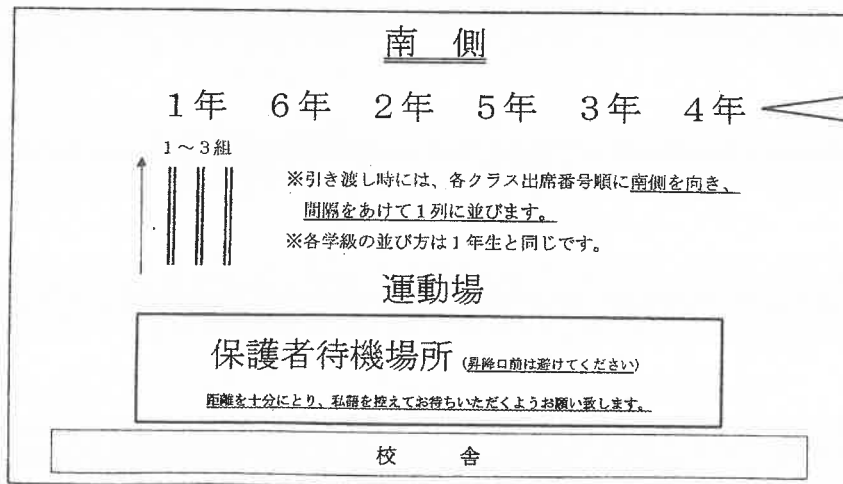 南　側
1年　6年　2年　5年　3年　4年
1～3組
※引き渡し時には、各クラス出席番号順に南側を向き、
間隔をあけて1列に並びます。
※各学級の並び方は1年生と同じです。
運動場
保護者待機場所（昇降口前は避けてください）
距離を十分にとり、私語を控えてお待ちいただくようお願い致します。
校　舎